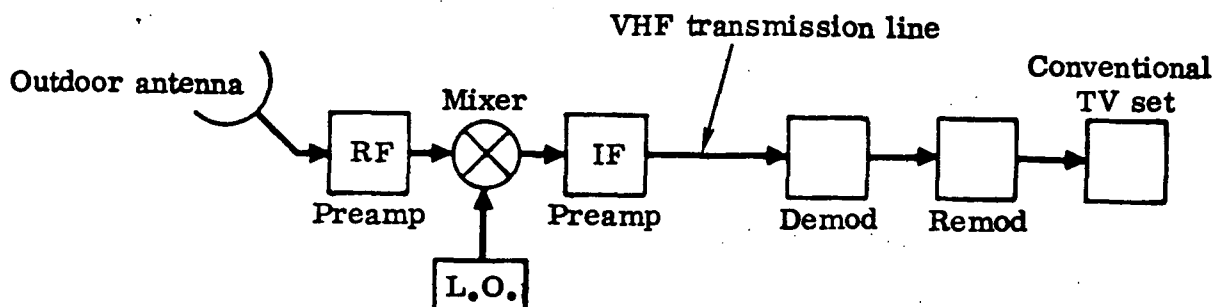 VHF transmission line
Outdoor antenna
Conventional
TV set
Mixer
RF
IF
Preamp
Preamp
Demod
Remod
L.O.